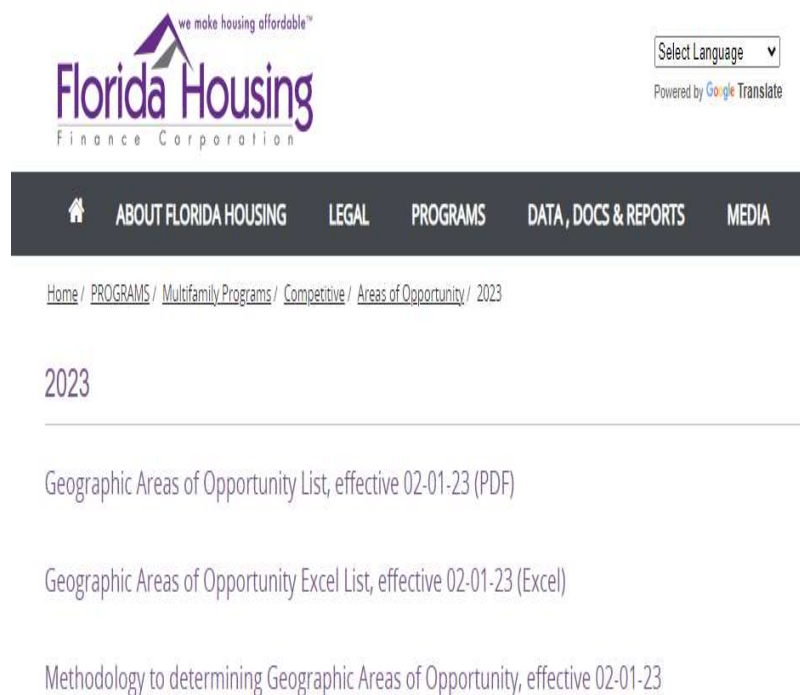 we make housing affordable™
Florida Housing
Finance Corporation
Select Language
Powered by Google Translate
ABOUT FLORIDA HOUSING LEGAL PROGRAMS DATA , DOCS & REPORTS MEDIA
Home / PROGRAMS / Multifamily Programs / Competitive / Areas of Opportunity / 2023
2023
Geographic Areas of Opportunity List, effective 02-01-23 (PDF)
Geographic Areas of Opportunity Excel List, effective 02-01-23 (Excel)
Methodology to determining Geographic Areas of Opportunity, effective 02-01-23